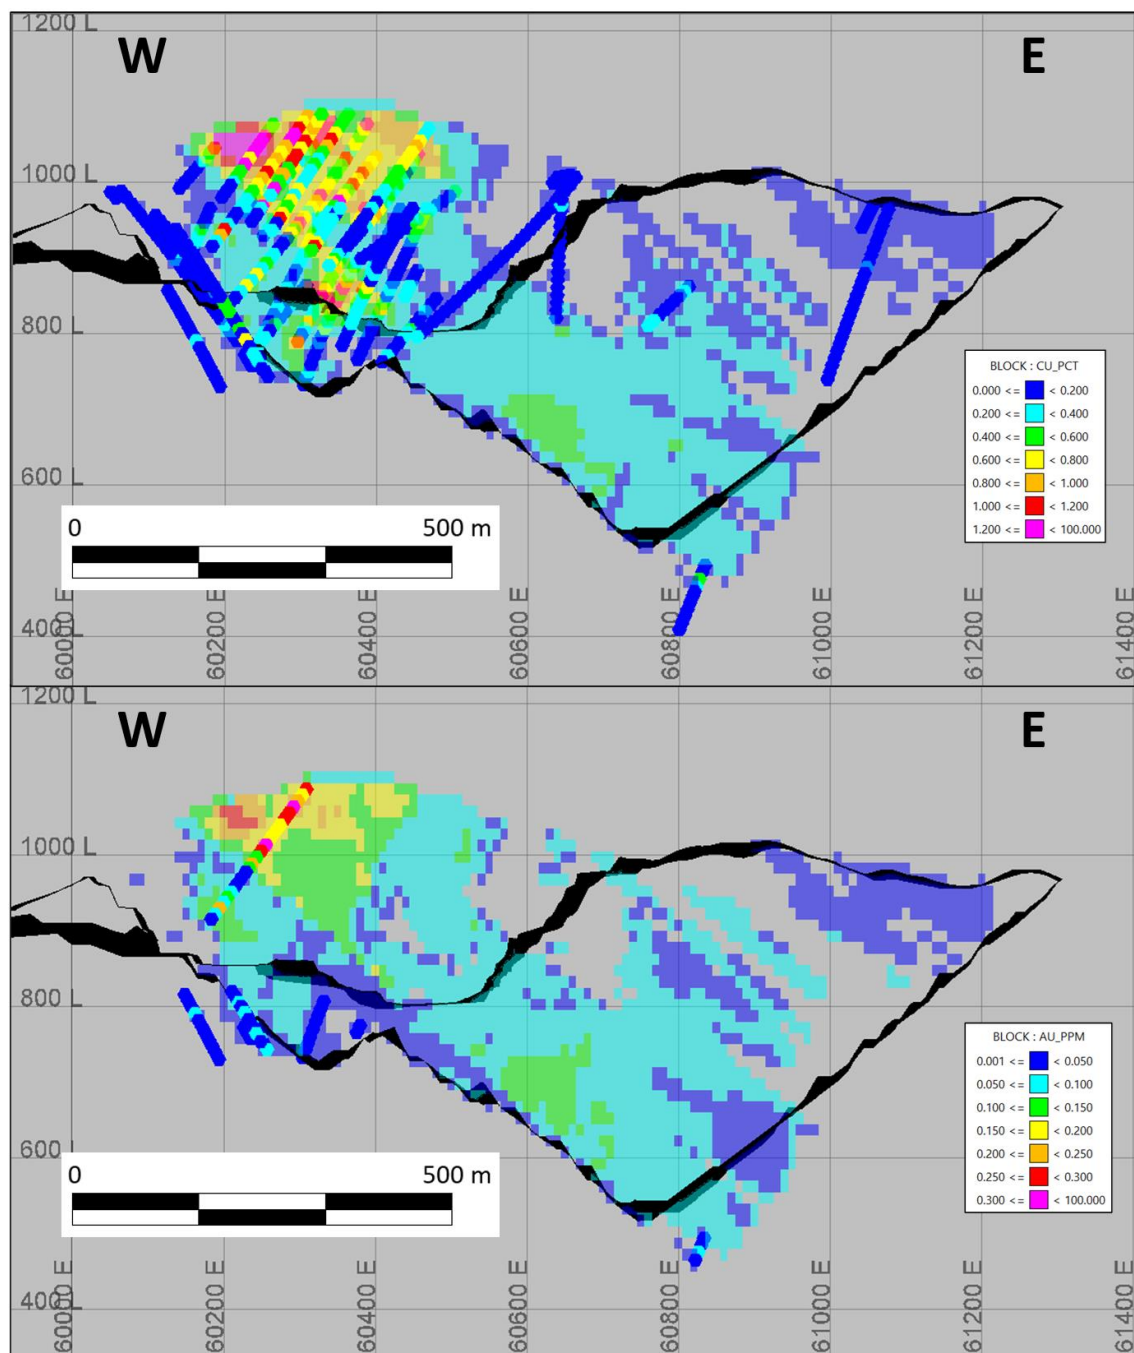 1200 L
W E
1000 L
800 L
600 L
400 L
BLOCK : CU_PCT
0.000 <= < 0.200
0.200 <= < 0.400
0.400 <= < 0.600
0.600 <= < 0.800
0.800 <= < 1.000
1.000 <= < 1.200
1.200 <= < 100.000
0 500 m
60000 E 60200 E 60400 E 60600 E 60800 E 61000 E 61200 E 61400 E
1200 L
W E
1000 L
800 L
600 L
400 L
BLOCK : AU_PPM
0.001 <= < 0.050
0.050 <= < 0.100
0.100 <= < 0.150
0.150 <= < 0.200
0.200 <= < 0.250
0.250 <= < 0.300
0.300 <= < 100.000
0 500 m
60000 E 60200 E 60400 E 60600 E 60800 E 61000 E 61200 E 61400 E